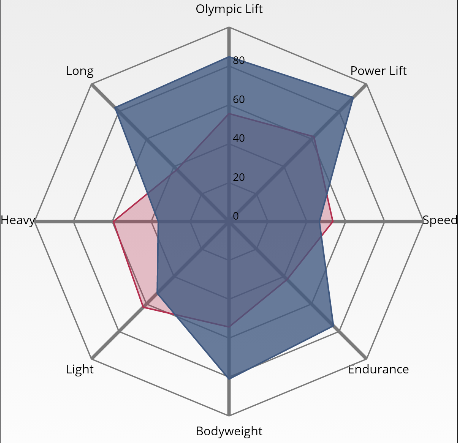 Olympic Lift
80
Long
Power Lift
60
40
20
0
Heavy
Speed
Light
Endurance
Bodyweight